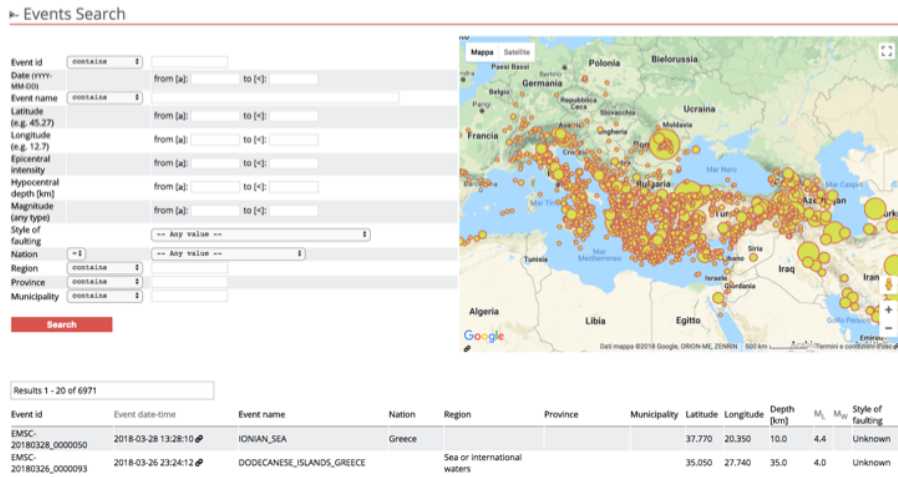 Events Search
Event id contains
Date (YYYY-MM-DD) from [≥]: to [<]:
Event name contains
Latitude (e.g. 45.27) from [≥]: to [<]:
Longitude (e.g. 12.7) from [≥]: to [<]:
Epicentral intensity from [≥]: to [<]:
Hypocentral depth [km] from [≥]: to [<]:
Magnitude (any type) from [≥]: to [<]:
Style of faulting -- Any value --
Nation = -- Any value --
Region contains
Province contains
Municipality contains
Search
Mappa Satellite
Paesi Bassi
Berlino
Polonia
Bielorussia
Belgio
Germania
Parigi
Repubblica Ceca
Slovacchia
Ucraina
Moldavia
Francia
Mar Nero
Bulgaria
Mar Caspio
Barcellona
Tunisia
Mar Mediterraneo
Siria
Libano
Iraq
Iran
Israele
Giordania
Algeria
Libia
Egitto
Golfo Persico
Google
Dati mappa ©2018 Google, ORION-ME, ZENRIN 500 km Termini e condizioni d'uso
Results 1 - 20 of 6971
Event id Event date-time Event name Nation Region Province Municipality Latitude Longitude Depth [km] ML MW Style of faulting
EMSC-20180328_0000050 2018-03-28 13:28:10 IONIAN_SEA Greece 37.770 20.350 10.0 4.4 Unknown
EMSC-20180326_0000093 2018-03-26 23:24:12 DODECANESE_ISLANDS_GREECE Sea or international waters 35.050 27.740 35.0 4.0 Unknown